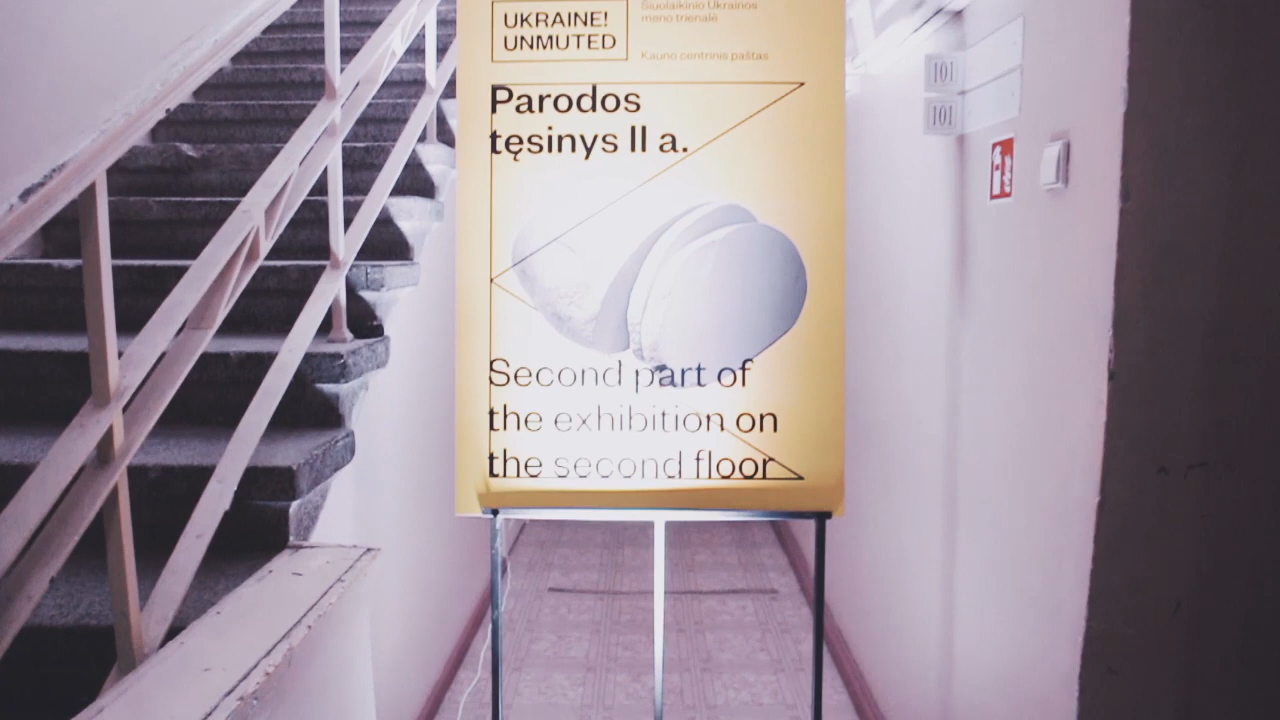 UKRAINE!
UNMUTED
Šiuolaikinio Ukrainos
meno trienalė
Kauno centrinis paštas
Parodos
tęsinys II a.
Second part of
the exhibition on
the second floor
101
101